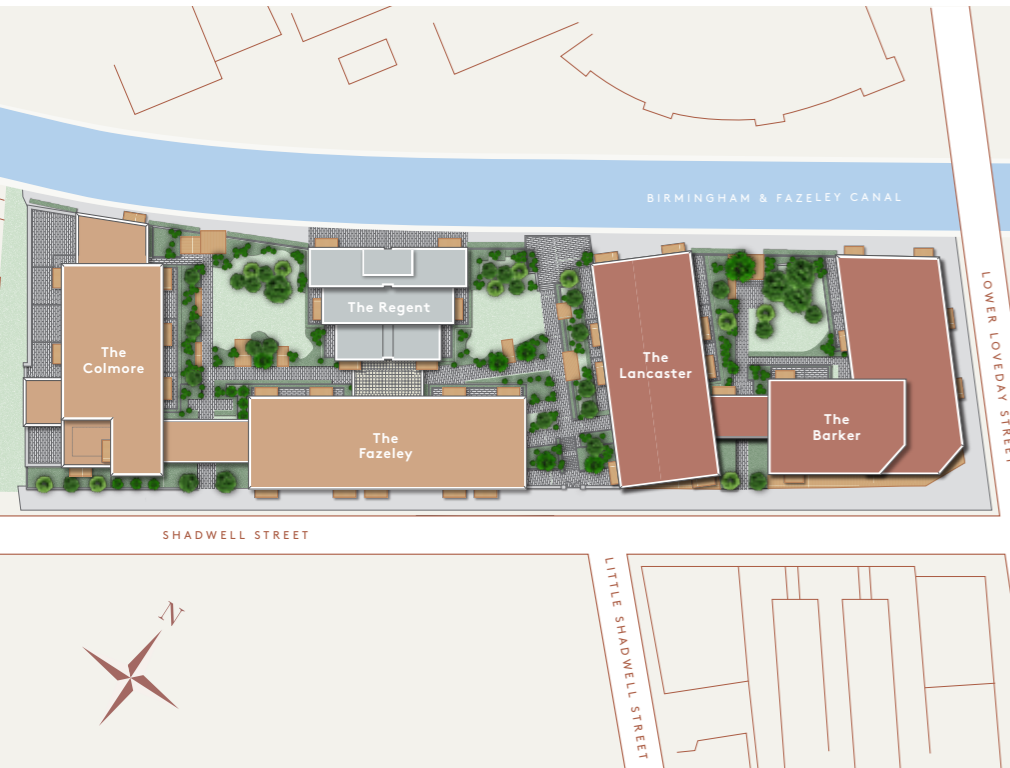 BIRMINGHAM & FAZELEY CANAL
The Regent
The
Colmore
The
Lancaster
The
Barker
The
Fazeley
LOWER LOVEDAY STREET
SHADWELL STREET
LITTLE SHADWELL STREET
N